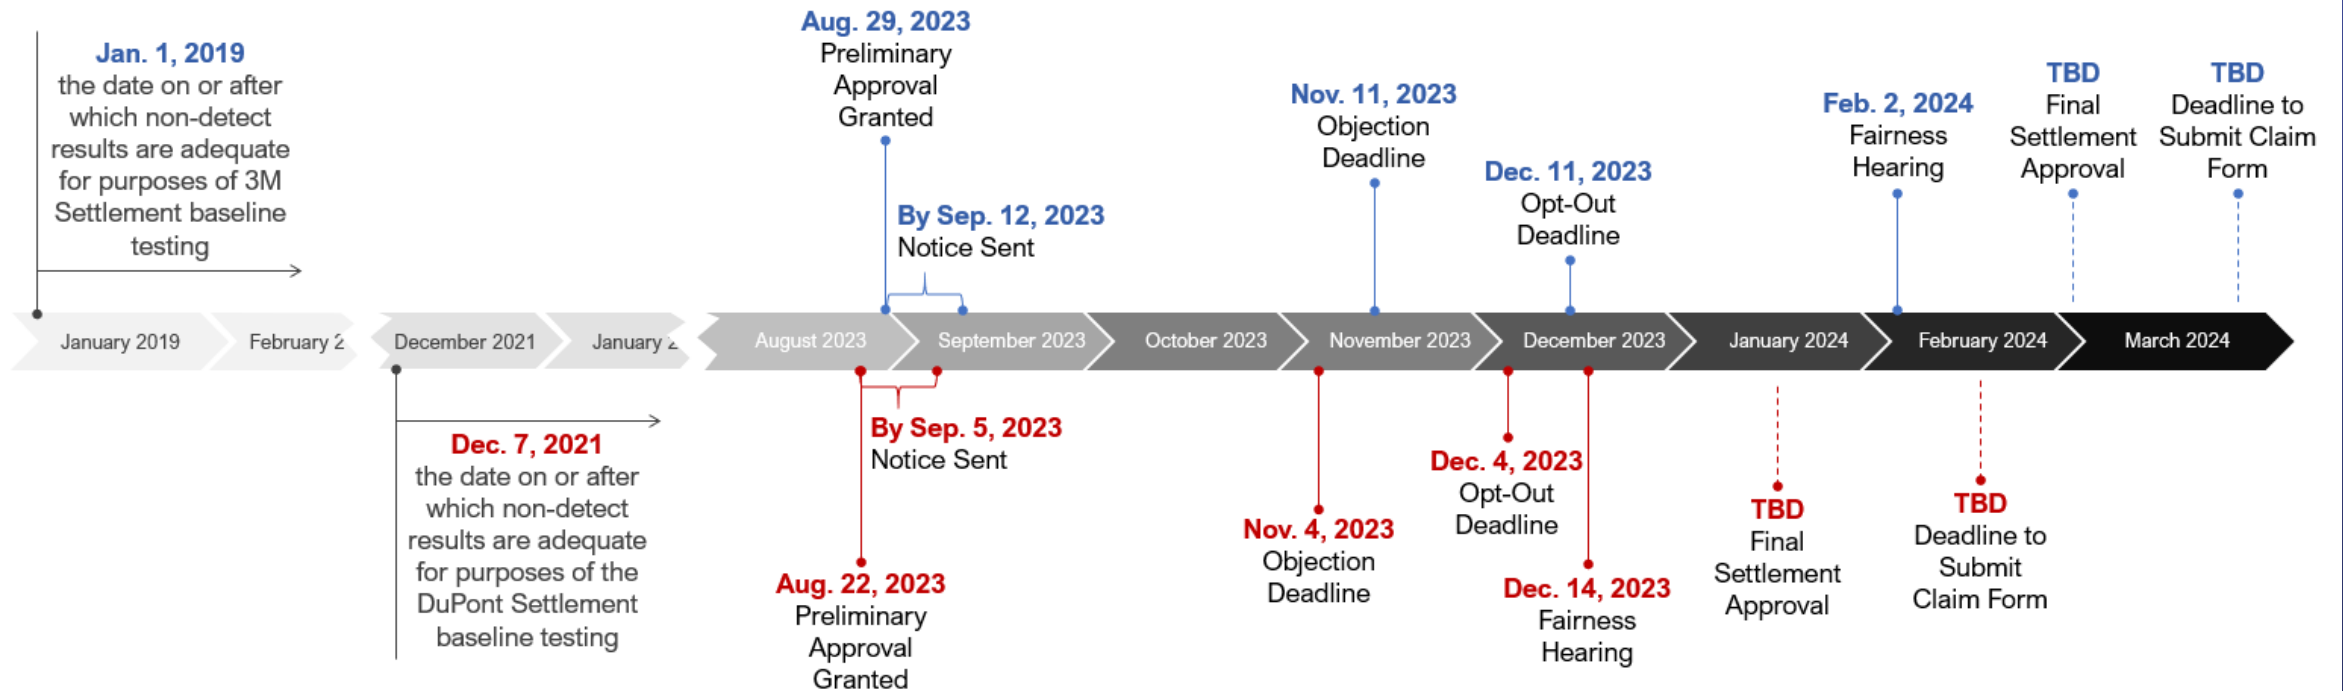 Jan. 1, 2019
the date on or after
which non-detect
results are adequate
for purposes of 3M
Settlement baseline
testing
Aug. 29, 2023
Preliminary
Approval
Granted
By Sep. 12, 2023
Notice Sent
Nov. 11, 2023
Objection
Deadline
Dec. 11, 2023
Opt-Out
Deadline
Feb. 2, 2024
Fairness
Hearing
TBD
Final
Settlement
Approval
TBD
Deadline to
Submit Claim
Form
January 2019
February 2
December 2021
January 2
August 2023
September 2023
October 2023
November 2023
December 2023
January 2024
February 2024
March 2024
Dec. 7, 2021
the date on or after
which non-detect
results are adequate
for purposes of the
DuPont Settlement
baseline testing
By Sep. 5, 2023
Notice Sent
Aug. 22, 2023
Preliminary
Approval
Granted
Nov. 4, 2023
Objection
Deadline
Dec. 4, 2023
Opt-Out
Deadline
Dec. 14, 2023
Fairness
Hearing
TBD
Final
Settlement
Approval
TBD
Deadline to
Submit
Claim Form